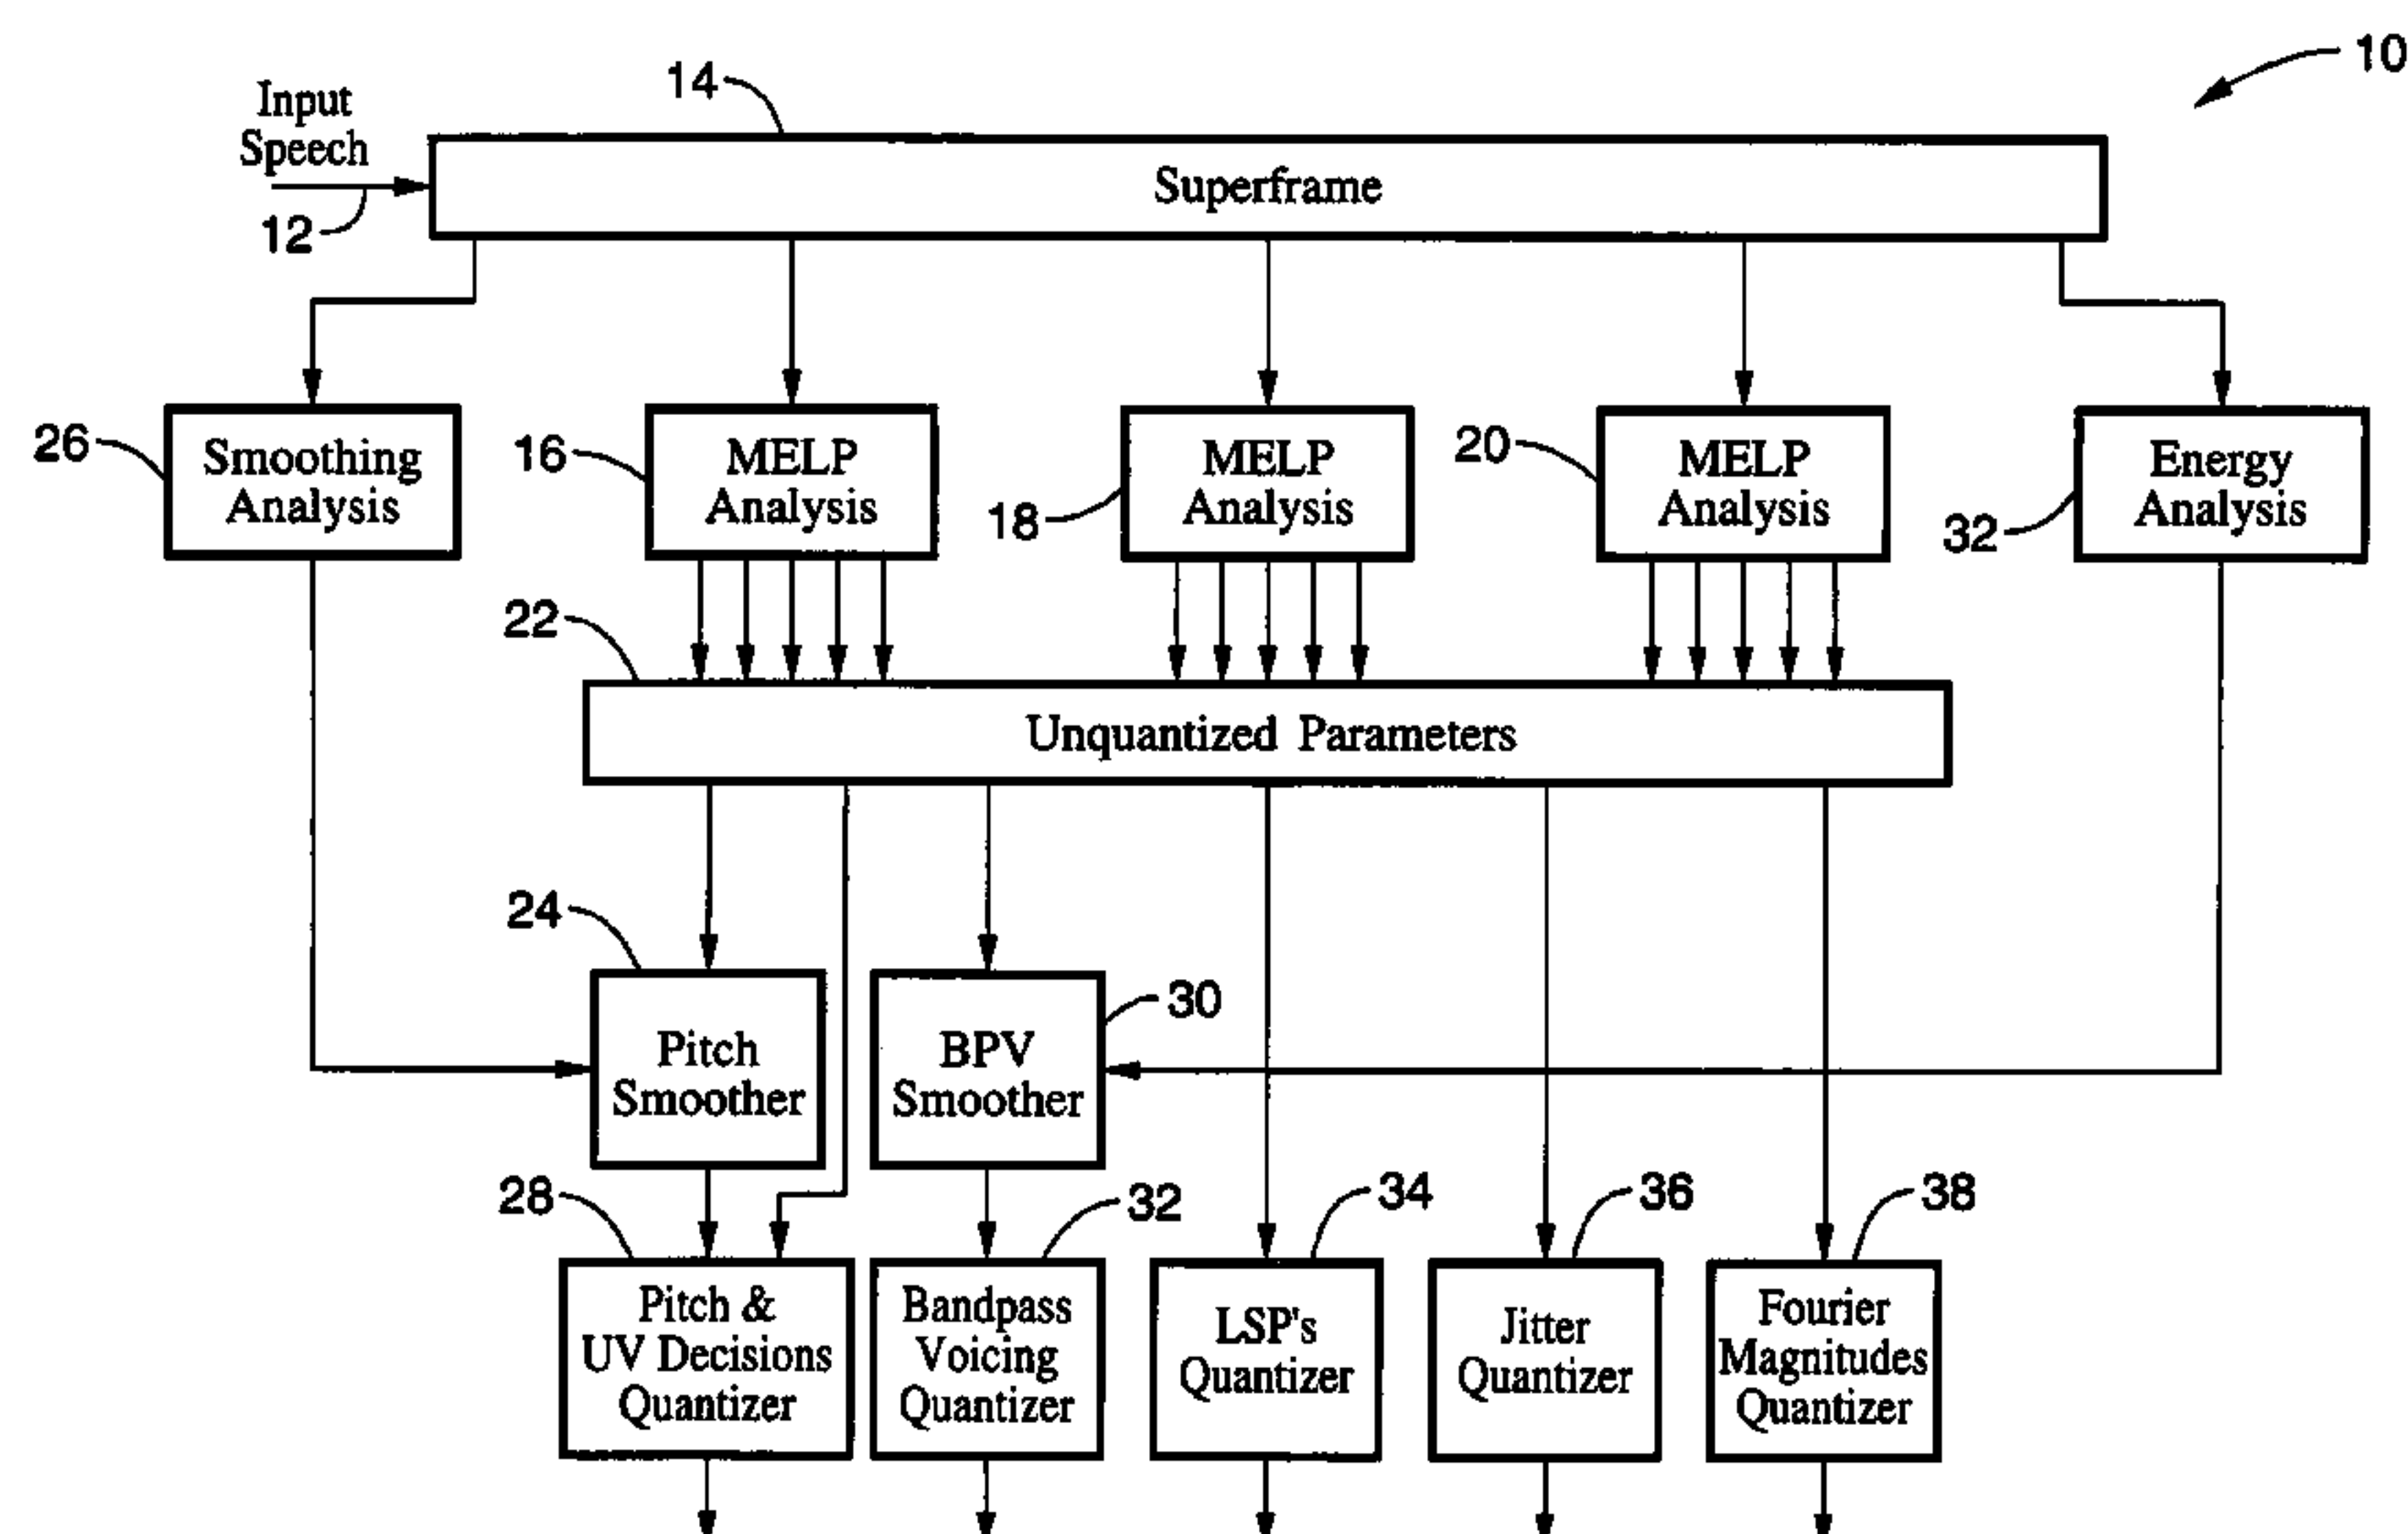 10
14
Input
Speech
12
Superframe
26
Smoothing
Analysis
16
MELP
Analysis
18
MELP
Analysis
20
MELP
Analysis
32
Energy
Analysis
22
Unquantized Parameters
24
Pitch
Smoother
BPV
Smoother
30
28
32
34
36
38
Pitch &
UV Decisions
Quantizer
Bandpass
Voicing
Quantizer
LSP's
Quantizer
Jitter
Quantizer
Fourier
Magnitudes
Quantizer